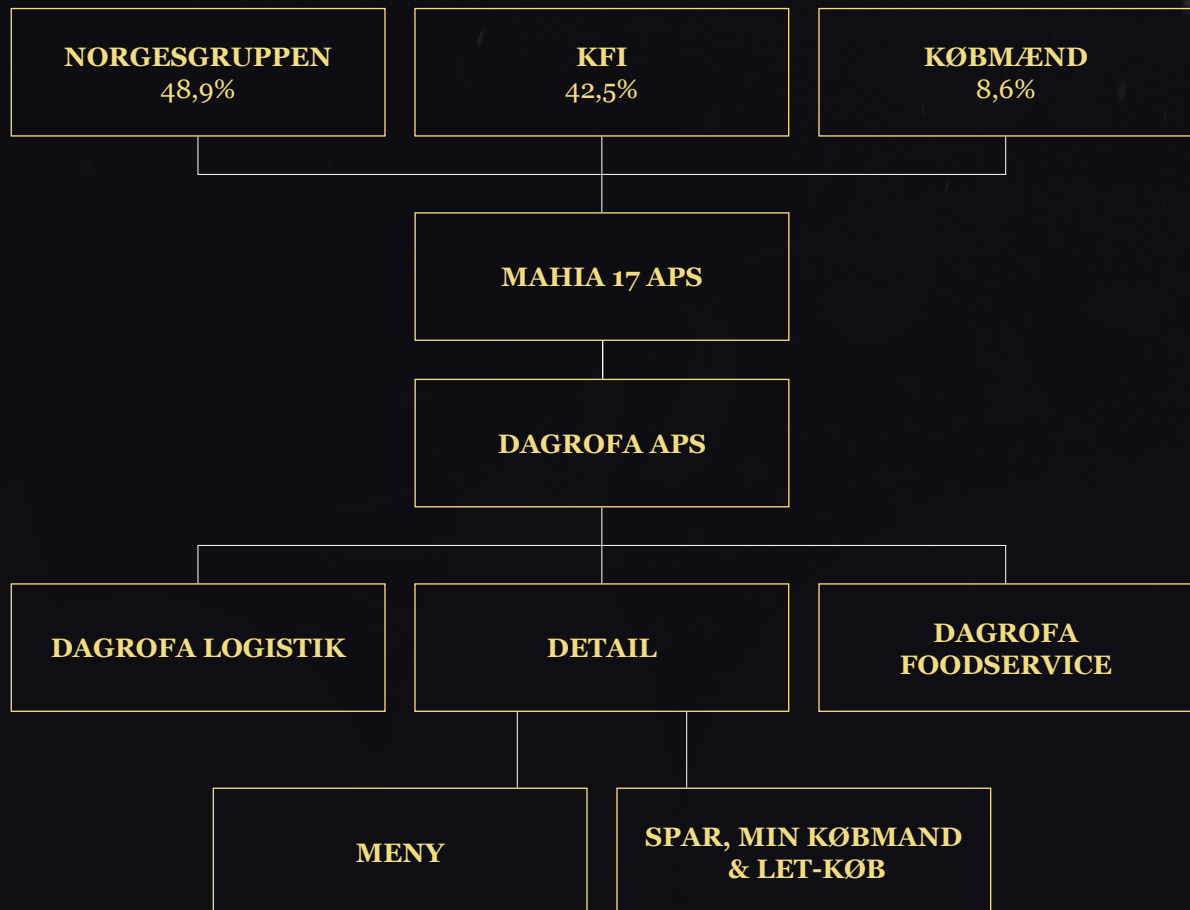 NORGESGRUPPEN
48,9%
KFI
42,5%
KØBMÆND
8,6%
MAHIA 17 APS
DAGROFA APS
DAGROFA LOGISTIK
DETAIL
DAGROFA
FOODSERVICE
MENY
SPAR, MIN KØBMAND
& LET-KØB